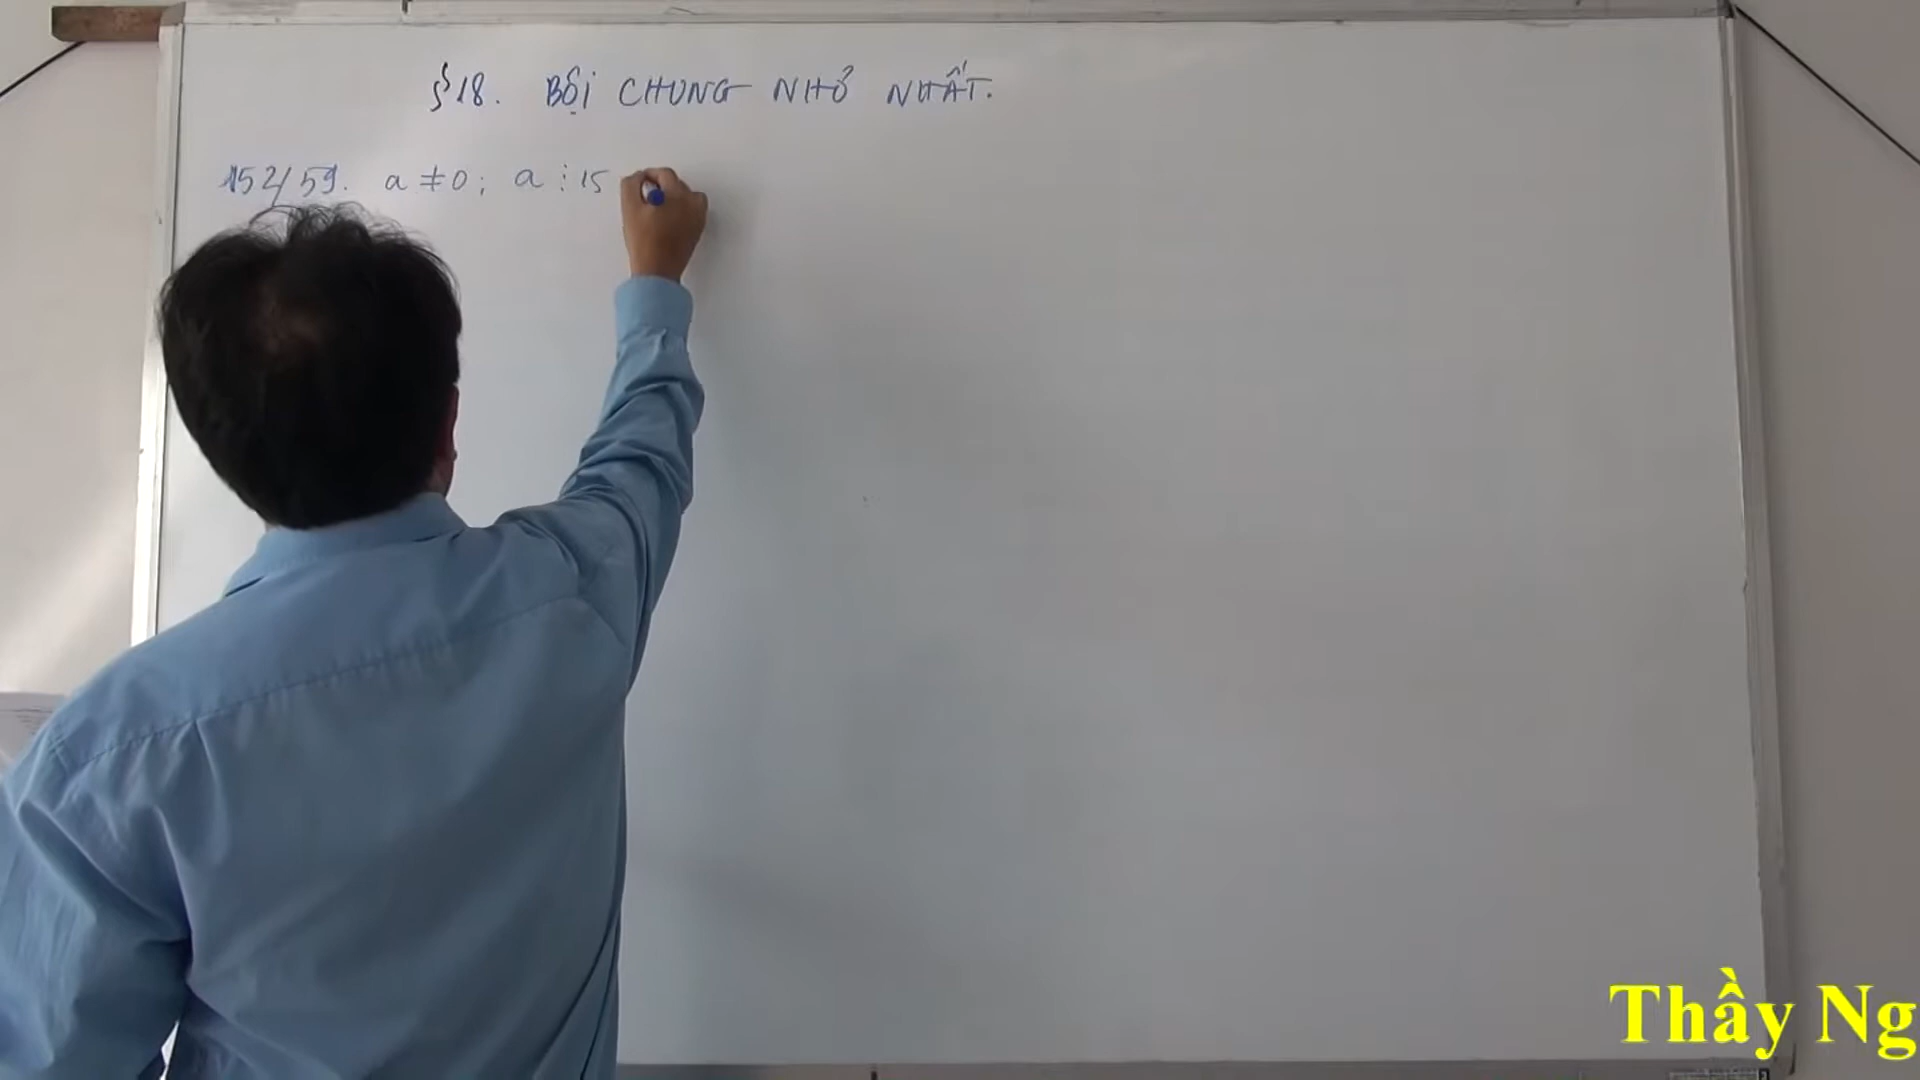 §18. BỘI CHUNG NHỎ NHẤT.
152/59. a ≠ 0; a ⋮ 15
Thầy Ng